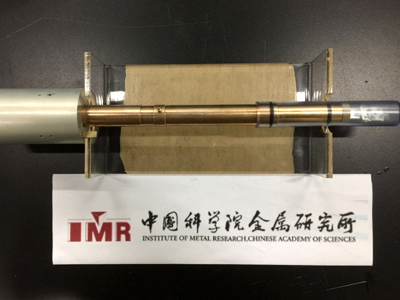 IMR 中国科学院金属研究所
INSTITUTE OF METAL RESEARCH,CHINESE ACADEMY OF SCIENCES